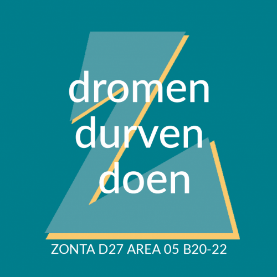 dromen
durven
doen
ZONTA D27 AREA 05 B20-22